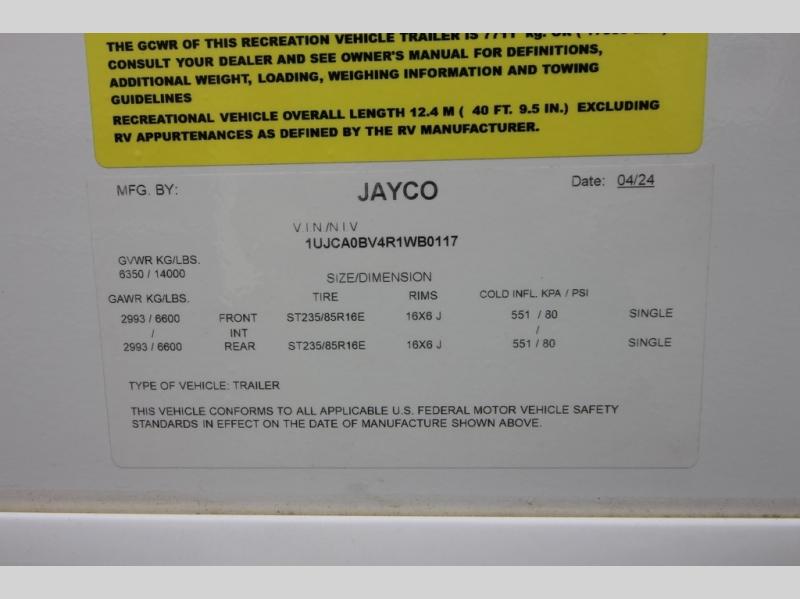 THE GCWR OF THIS RECREATION VEHICLE TRAILER IS 7711 kg. OR (
CONSULT YOUR DEALER AND SEE OWNER'S MANUAL FOR DEFINITIONS,
ADDITIONAL WEIGHT, LOADING, WEIGHING INFORMATION AND TOWING
GUIDELINES
RECREATIONAL VEHICLE OVERALL LENGTH 12.4 M ( 40 FT. 9.5 IN.) EXCLUDING
RV APPURTENANCES AS DEFINED BY THE RV MANUFACTURER.
MFG. BY: JAYCO Date: 04/24
V.I.N./N.I.V
1UJCA0BV4R1WB0117
GVWR KG/LBS.
6350 / 14000
SIZE/DIMENSION
GAWR KG/LBS. TIRE RIMS COLD INFL. KPA / PSI
2993 / 6600 FRONT ST235/85R16E 16X6 J 551 / 80 SINGLE
/ INT /
2993 / 6600 REAR ST235/85R16E 16X6 J 551 / 80 SINGLE
TYPE OF VEHICLE: TRAILER
THIS VEHICLE CONFORMS TO ALL APPLICABLE U.S. FEDERAL MOTOR VEHICLE SAFETY
STANDARDS IN EFFECT ON THE DATE OF MANUFACTURE SHOWN ABOVE.